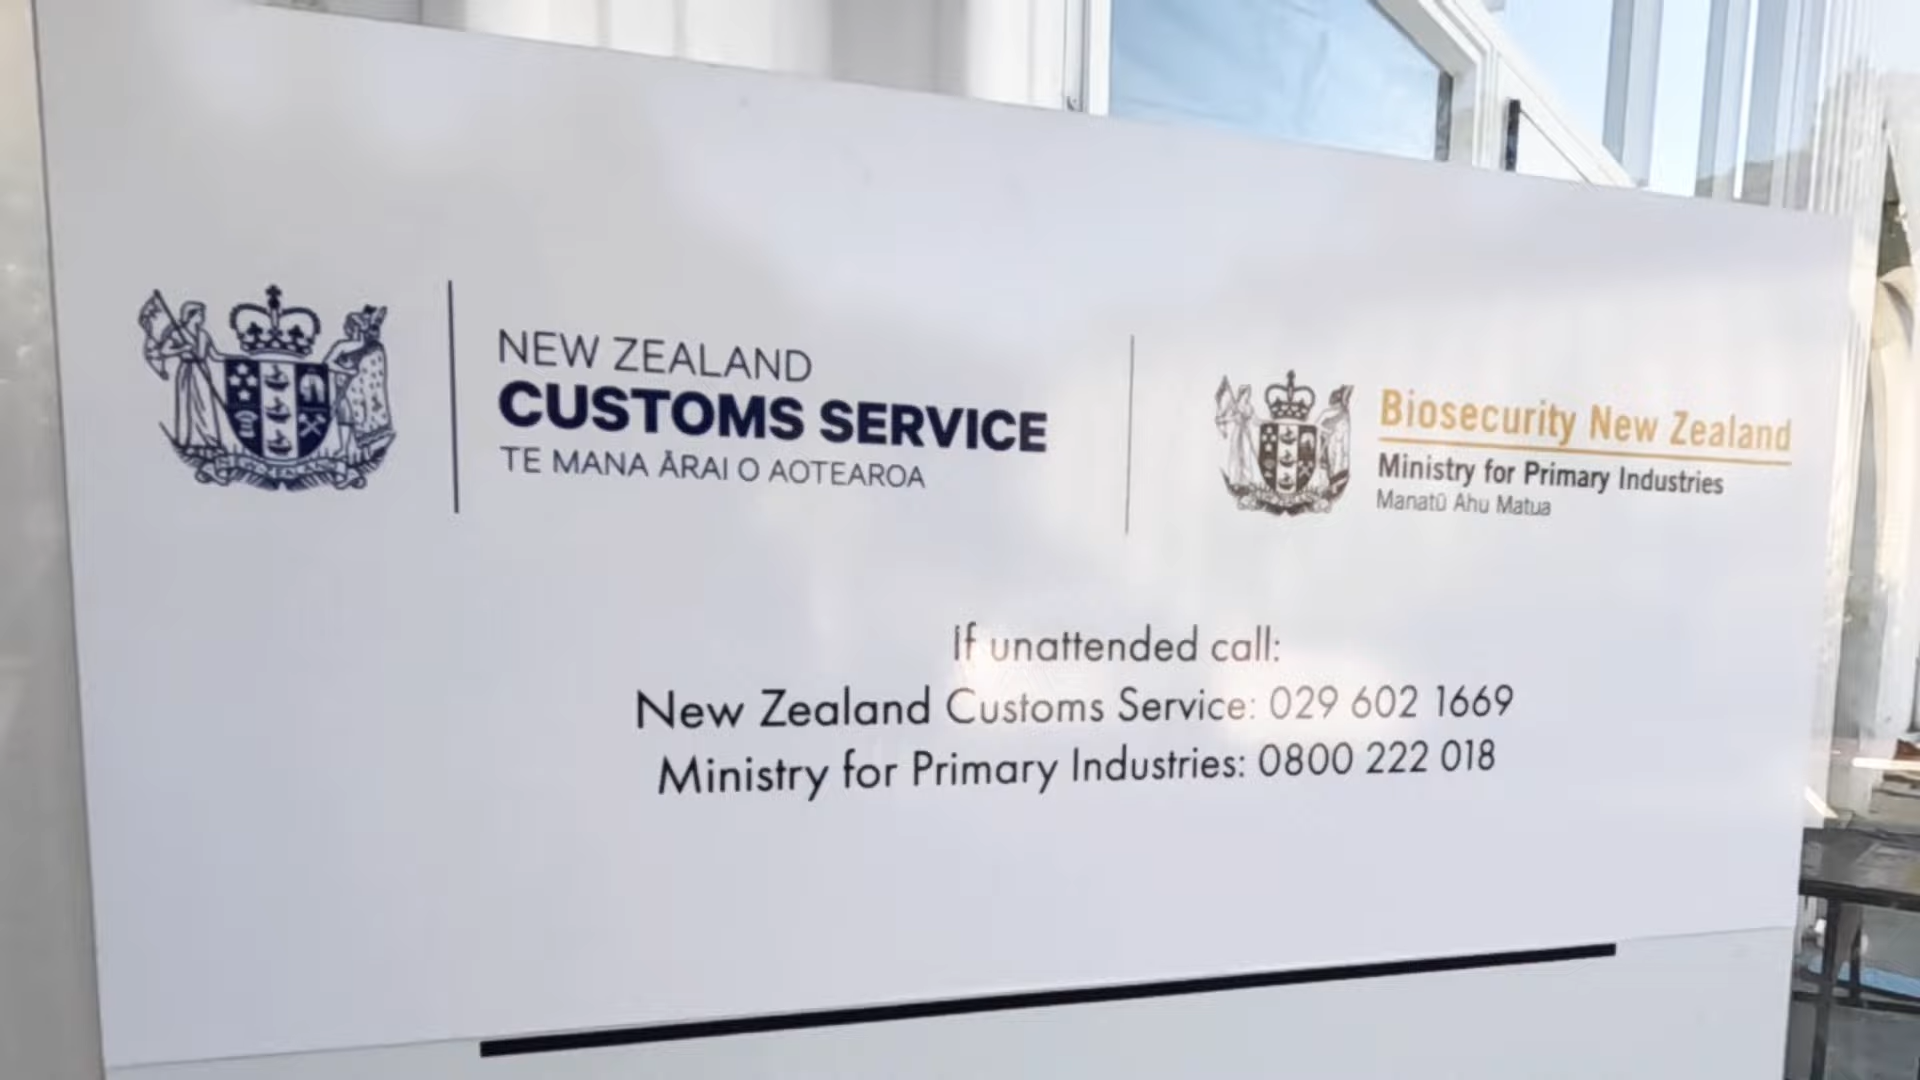 NEW ZEALAND
CUSTOMS SERVICE
TE MANA ĀRAI O AOTEAROA
Biosecurity New Zealand
Ministry for Primary Industries
Manatū Ahu Matua
If unattended call:
New Zealand Customs Service: 029 602 1669
Ministry for Primary Industries: 0800 222 018